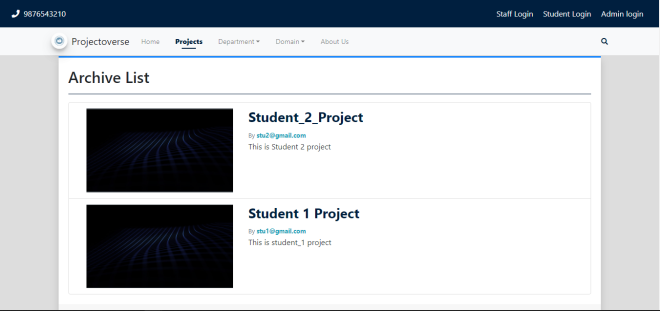 9876543210
Staff Login Student Login Admin login
Projectoverse Home Projects Department Domain About Us
Archive List
Student_2_Project
By stu2@gmail.com
This is Student 2 project
Student 1 Project
By stu1@gmail.com
This is student_1 project